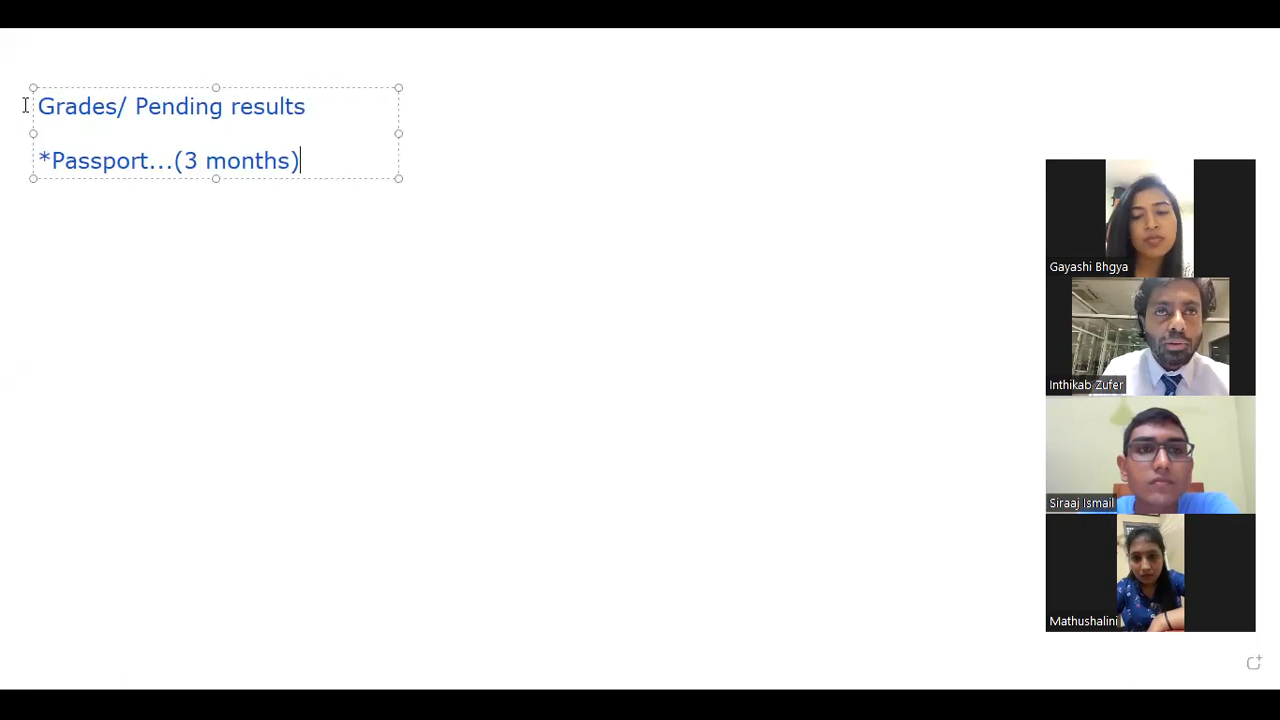 Grades/ Pending results
*Passport...(3 months)
Gayashi Bhgya
Inthikab Zufer
Siraaj Ismail
Mathushalini